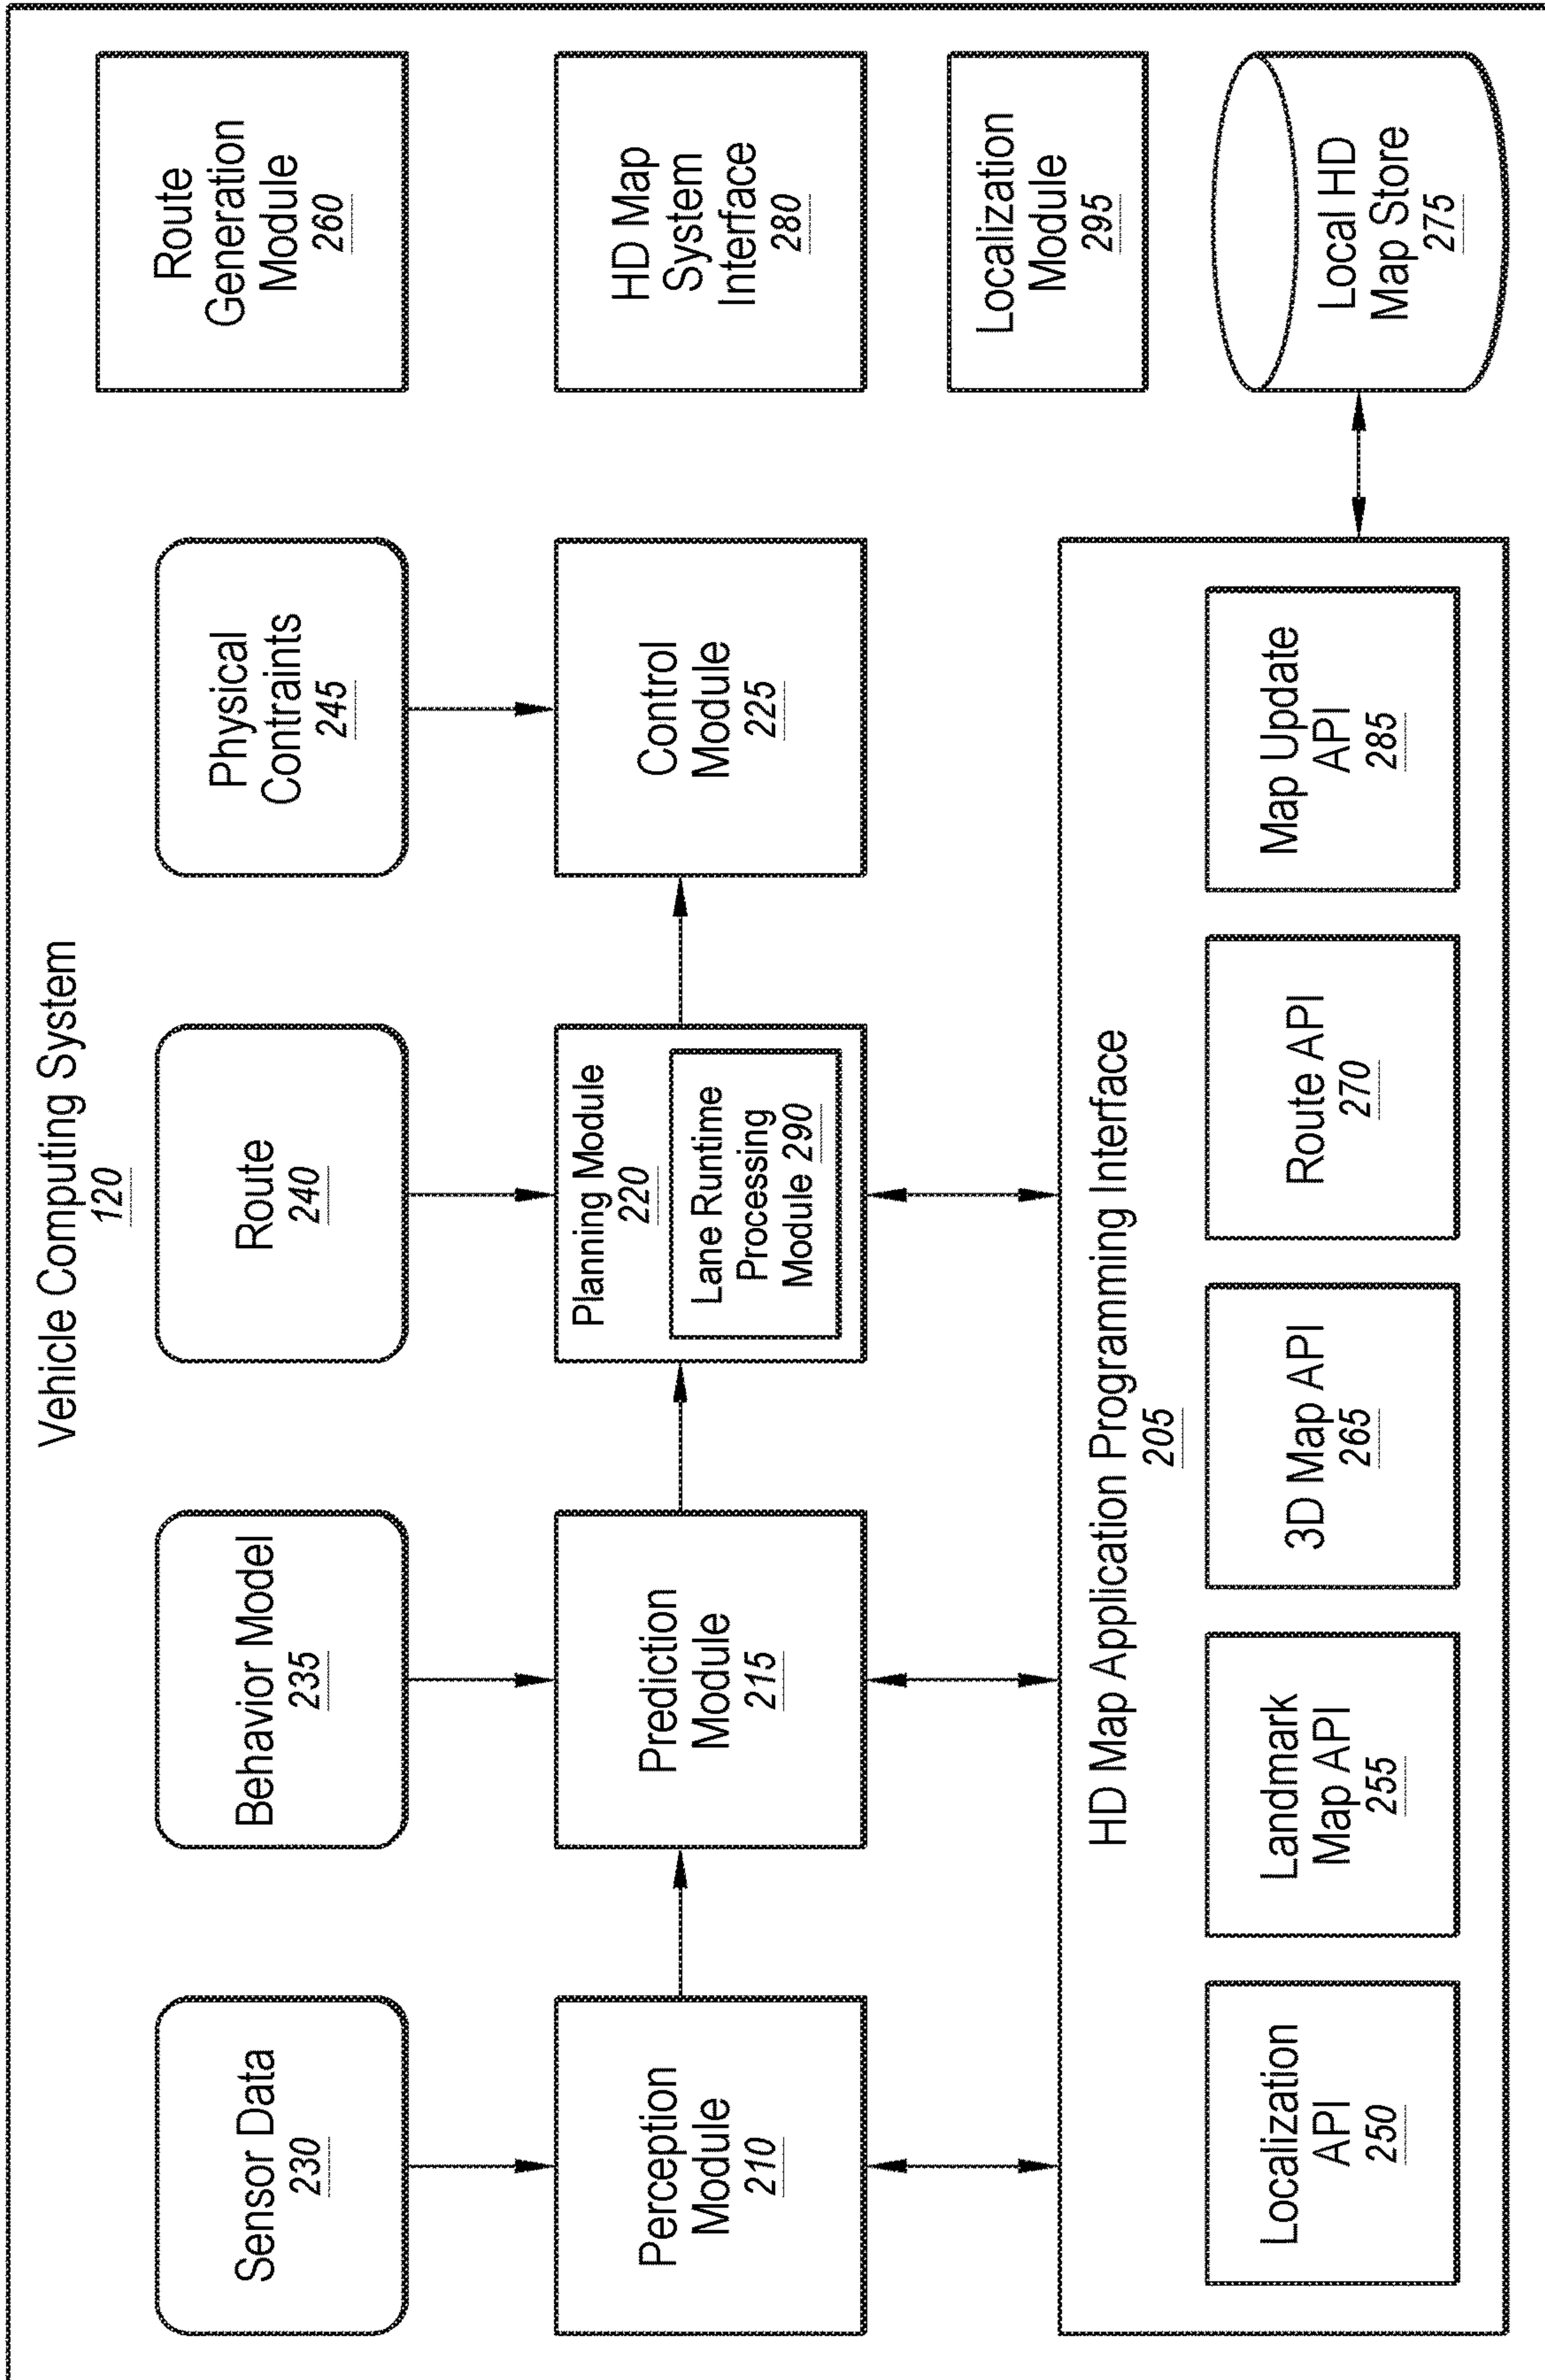 Vehicle Computing System
120
Sensor Data
230
Behavior Model
235
Route
240
Physical
Contraints
245
Route
Generation
Module
260
Perception
Module
210
Prediction
Module
215
Planning Module
220
Lane Runtime
Processing
Module 290
Control
Module
225
HD Map
System
Interface
280
Localization
Module
295
HD Map Application Programming Interface
205
Localization
API
250
Landmark
Map API
255
3D Map API
265
Route API
270
Map Update
API
285
Local HD
Map Store
275